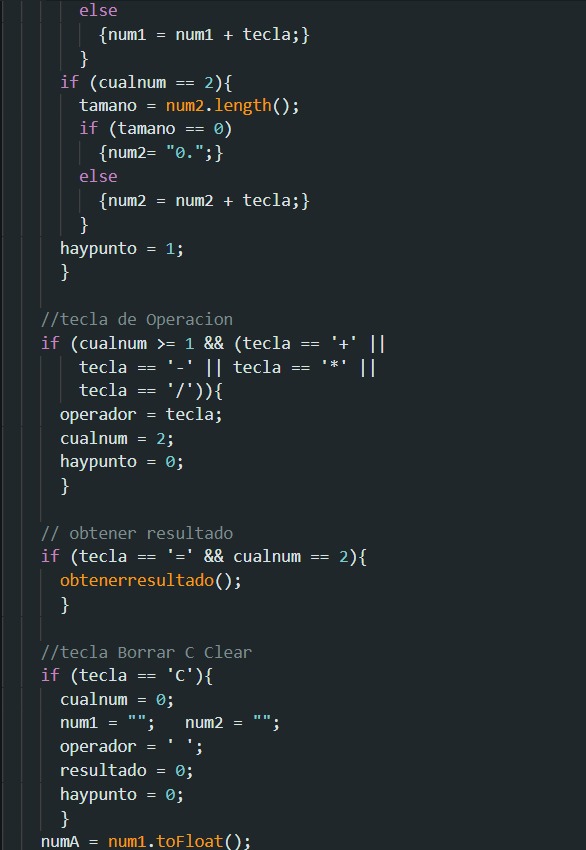 else
{num1 = num1 + tecla;}
}
if (cualnum == 2){
tamano = num2.length();
if (tamano == 0)
{num2= "0.";}
else
{num2 = num2 + tecla;}
}
haypunto = 1;
}
//tecla de Operacion
if (cualnum >= 1 && (tecla == '+' ||
tecla == '-' || tecla == '*' ||
tecla == '/')){
operador = tecla;
cualnum = 2;
haypunto = 0;
}
// obtener resultado
if (tecla == '=' && cualnum == 2){
obtenerresultado();
}
//tecla Borrar C Clear
if (tecla == 'C'){
cualnum = 0;
num1 = "";   num2 = "";
operador = ' ';
resultado = 0;
haypunto = 0;
}
numA = num1.toFloat();